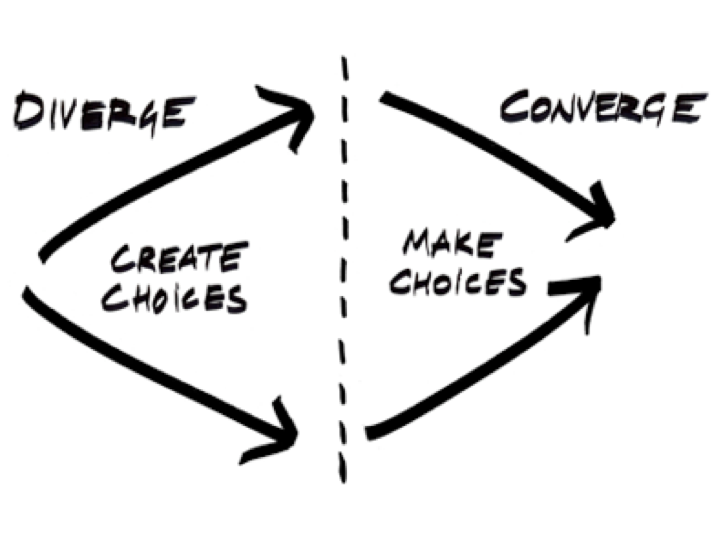 DIVERGE
CONVERGE
CREATE
CHOICES
MAKE
CHOICES